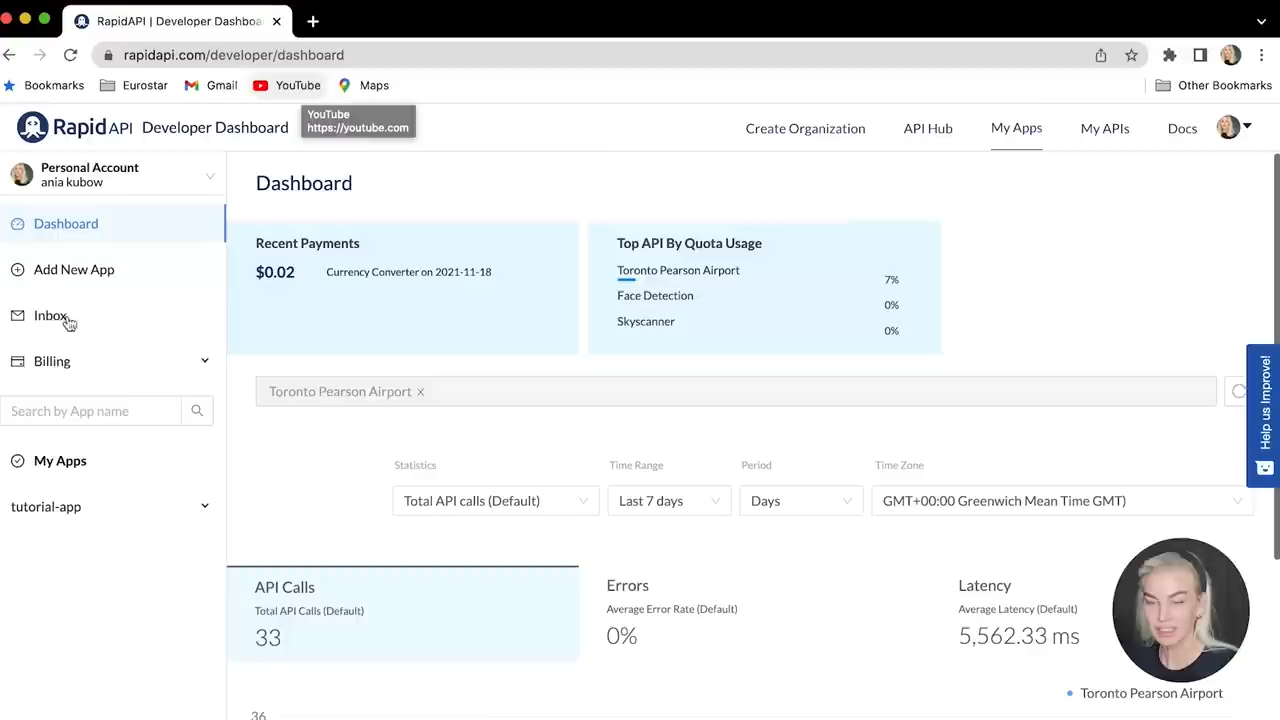 RapidAPI | Developer Dashboa
rapidapi.com/developer/dashboard
Bookmarks Eurostar Gmail YouTube Maps Other Bookmarks
YouTube
https://youtube.com
Rapid API Developer Dashboard Create Organization API Hub My Apps My APIs Docs
Personal Account
ania kubow
Dashboard
Add New App
Inbox
Billing
Search by App name
My Apps
tutorial-app
Dashboard
Recent Payments
$0.02 Currency Converter on 2021-11-18
Top API By Quota Usage
Toronto Pearson Airport 7%
Face Detection 0%
Skyscanner 0%
Toronto Pearson Airport x
Statistics Time Range Period Time Zone
Total API calls (Default) Last 7 days Days GMT+00:00 Greenwich Mean Time GMT)
API Calls
Total API Calls (Default)
33
Errors
Average Error Rate (Default)
0%
Latency
Average Latency (Default)
5,562.33 ms
Toronto Pearson Airport
36
Help us Improve!